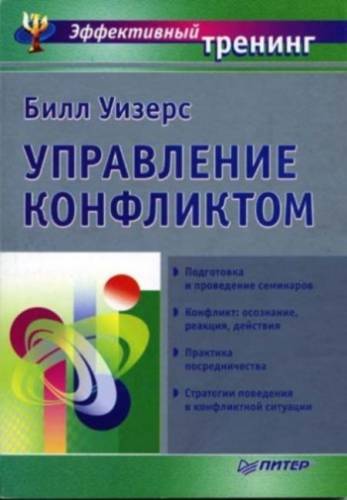 Эффективный тренинг
Билл Уизерс
УПРАВЛЕНИЕ
КОНФЛИКТОМ
Подготовка
и проведение семинаров
Конфликт: осознание,
реакция, действия
Практика
посредничества
Стратегии поведения
в конфликтной ситуации
ПИТЕР